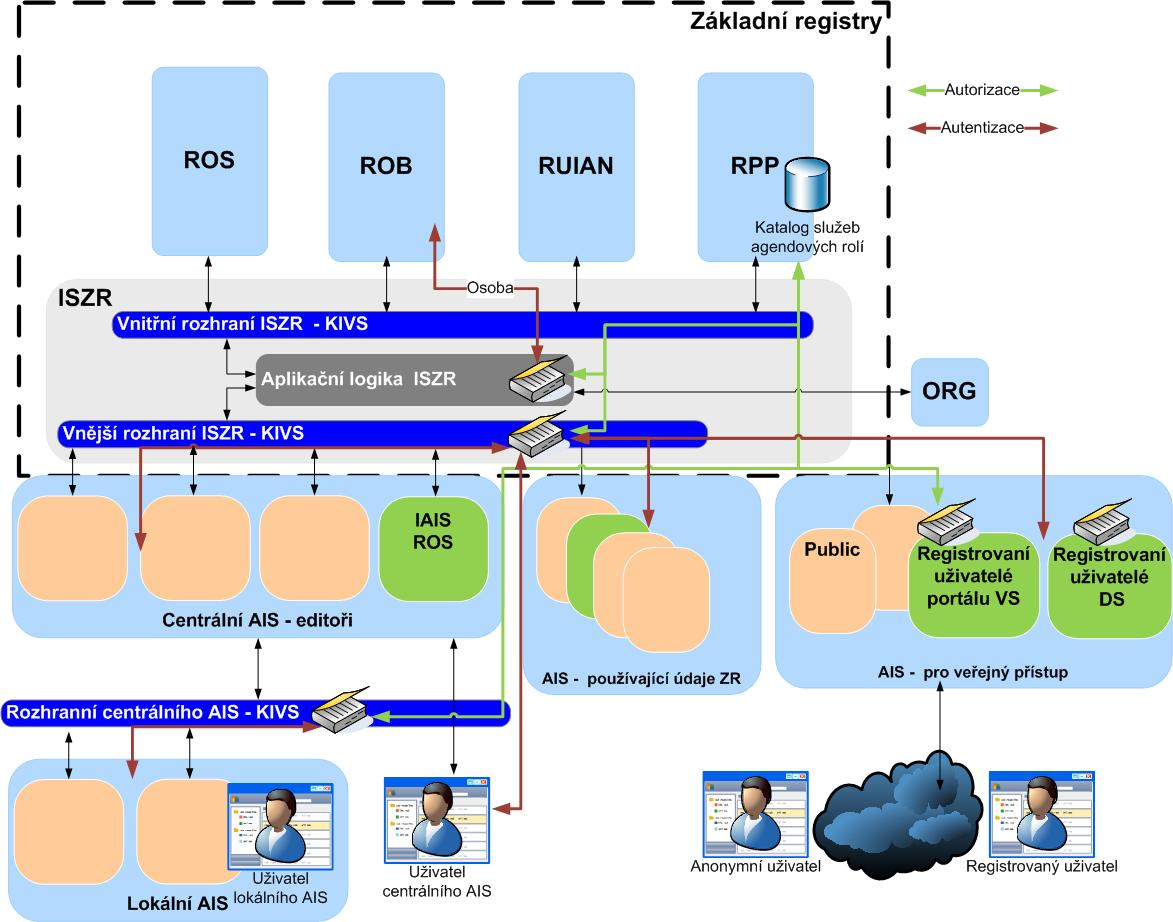 Základní registry
Autorizace
Autentizace
ROS
ROB
RUIAN
RPP
Katalog služeb
agendových rolí
Osoba
ISZR
Vnitřní rozhraní ISZR - KIVS
Aplikační logika ISZR
ORG
Vnější rozhraní ISZR - KIVS
IAIS
ROS
Centrální AIS - editoři
AIS - používající údaje ZR
Public
Registrovaní
uživatelé
portálu VS
Registrovaní
uživatelé
DS
AIS - pro veřejný přístup
Rozhranní centrálního AIS - KIVS
Uživatel
lokálního AIS
Lokální AIS
Uživatel
centrálního AIS
Anonymní uživatel
Registrovaný uživatel